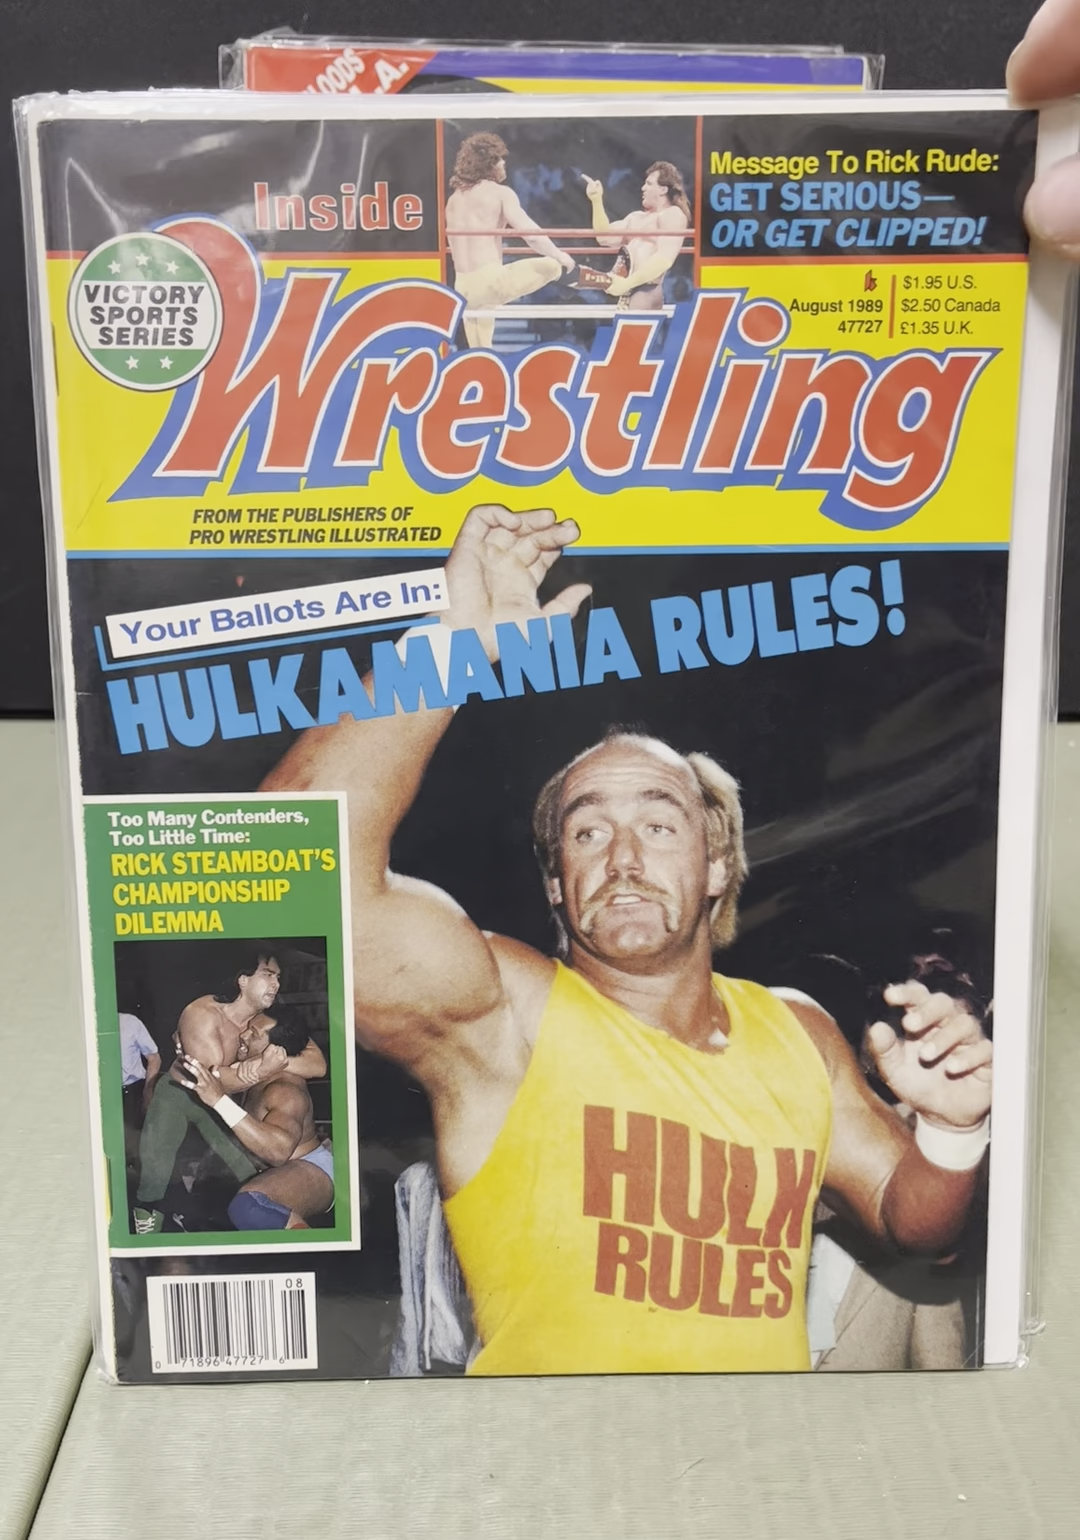 LOODS
L.A.
Inside
Wrestling
VICTORY
SPORTS
SERIES
Message To Rick Rude:
GET SERIOUS—
OR GET CLIPPED!
August 1989
47727
$1.95 U.S.
$2.50 Canada
£1.35 U.K.
FROM THE PUBLISHERS OF
PRO WRESTLING ILLUSTRATED
Your Ballots Are In:
HULKAMANIA RULES!
Too Many Contenders,
Too Little Time:
RICK STEAMBOAT'S
CHAMPIONSHIP
DILEMMA
HULK
RULES
08
0 71896 47727 6